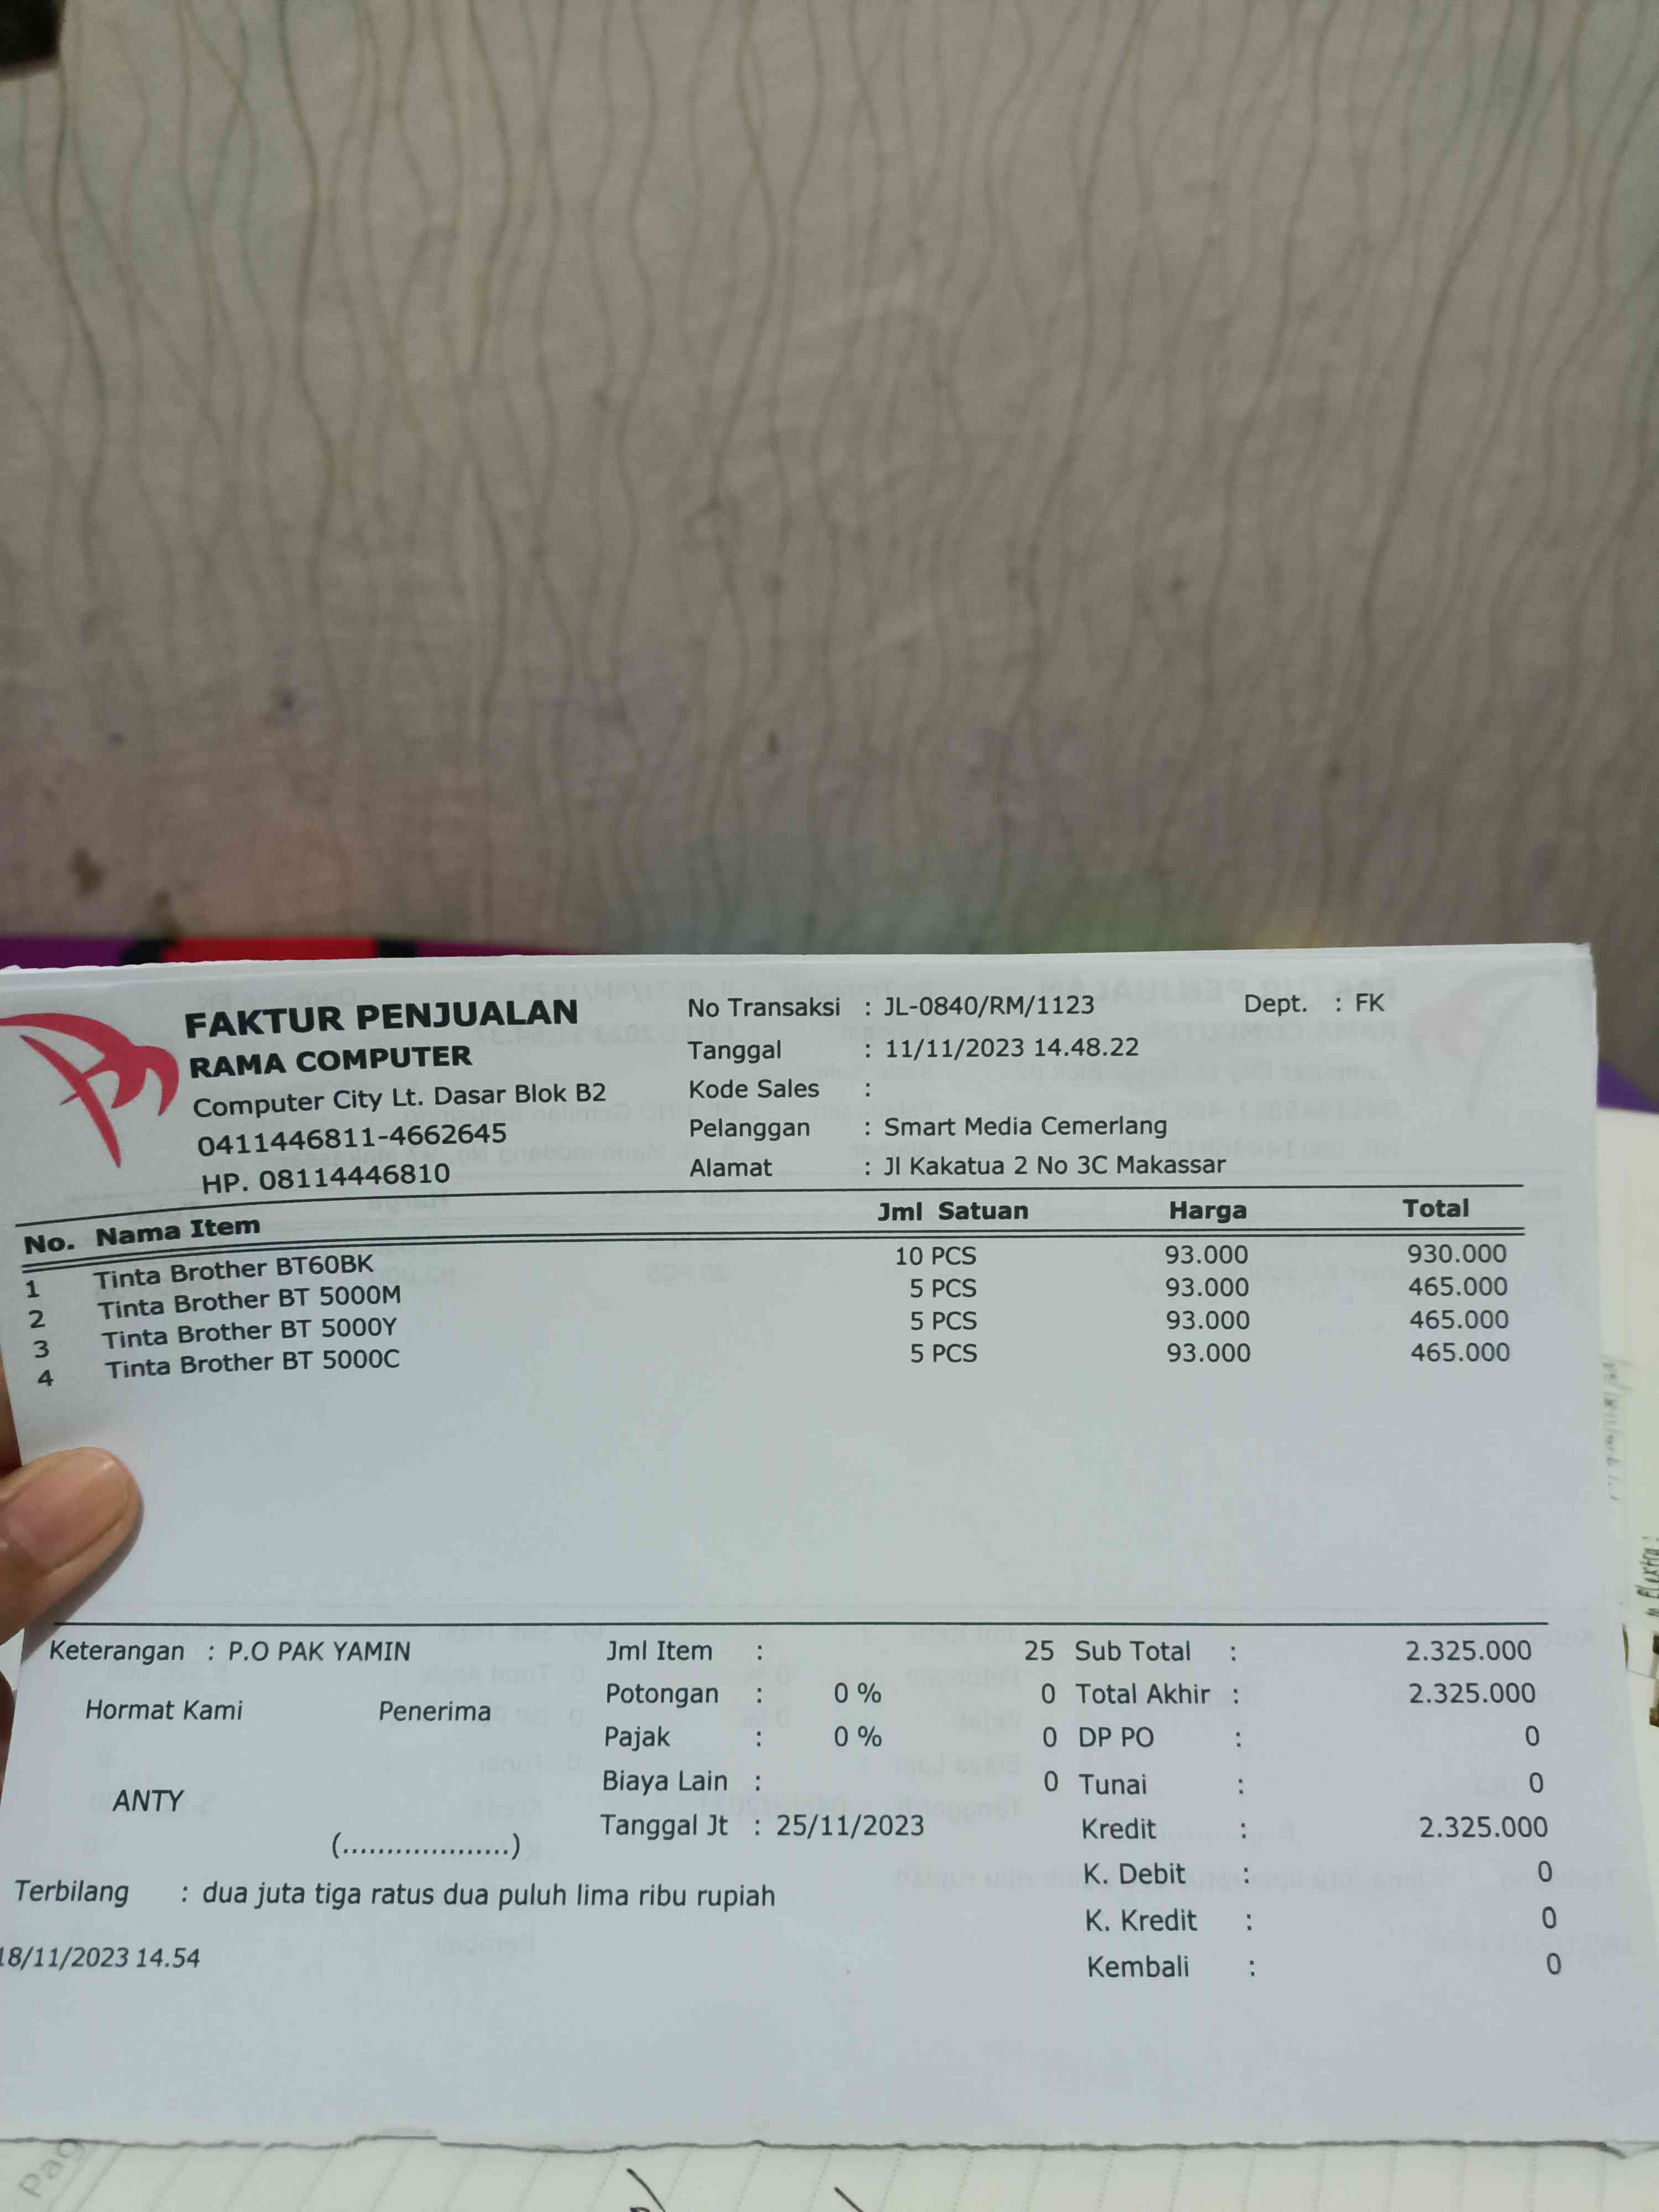 FAKTUR PENJUALAN
RAMA COMPUTER
Computer City Lt. Dasar Blok B2
0411446811-4662645
HP. 08114446810
No Transaksi : JL-0840/RM/1123 Dept. : FK
Tanggal : 11/11/2023 14.48.22
Kode Sales :
Pelanggan : Smart Media Cemerlang
Alamat : Jl Kakatua 2 No 3C Makassar
No. Nama Item Jml Satuan Harga Total
1 Tinta Brother BT60BK 10 PCS 93.000 930.000
2 Tinta Brother BT 5000M 5 PCS 93.000 465.000
3 Tinta Brother BT 5000Y 5 PCS 93.000 465.000
4 Tinta Brother BT 5000C 5 PCS 93.000 465.000
Keterangan : P.O PAK YAMIN
Hormat Kami Penerima
ANTY
(...................)
Jml Item : 25
Potongan : 0 % 0
Pajak : 0 % 0
Biaya Lain : 0
Tanggal Jt : 25/11/2023
Sub Total : 2.325.000
Total Akhir : 2.325.000
DP PO : 0
Tunai : 0
Kredit : 2.325.000
K. Debit : 0
K. Kredit : 0
Kembali : 0
Terbilang : dua juta tiga ratus dua puluh lima ribu rupiah
18/11/2023 14.54
Pag